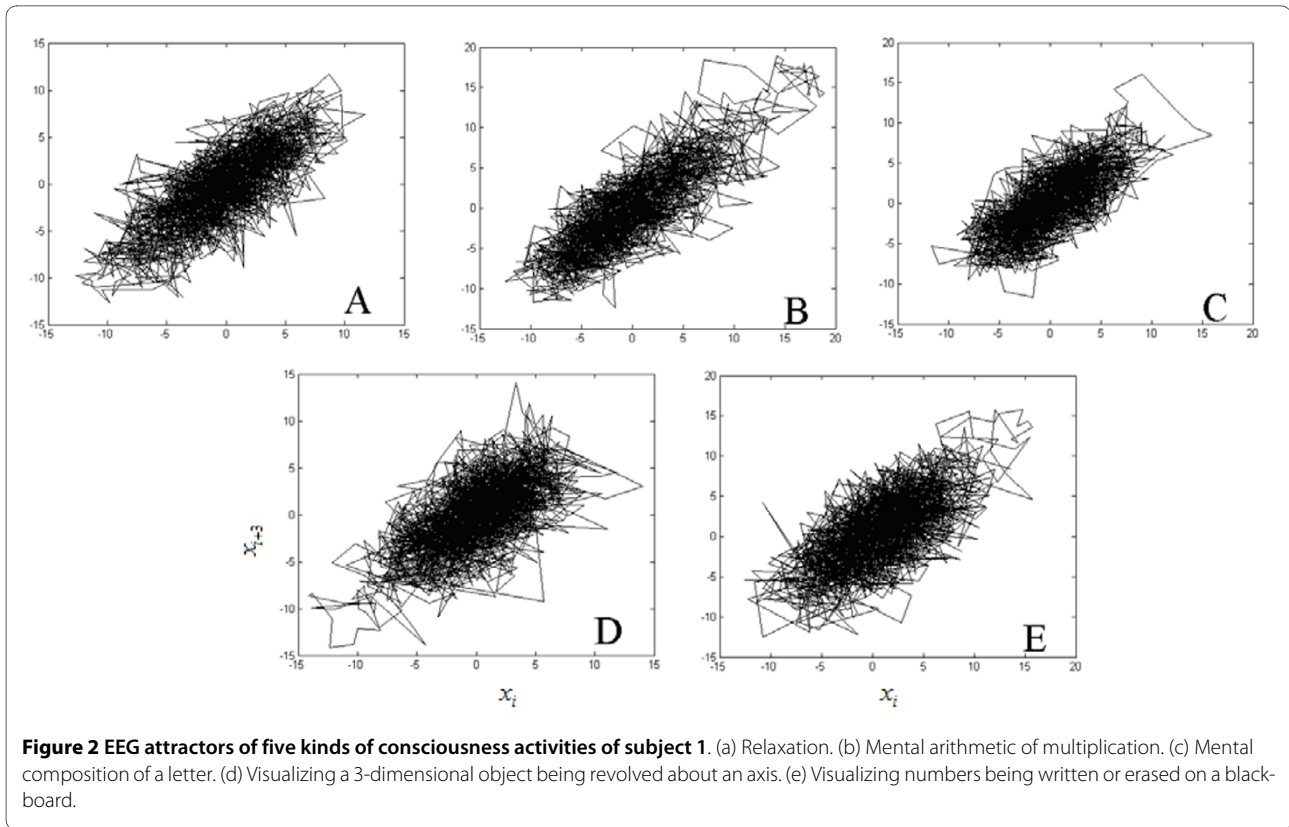 15
10
5
0
-5
-10
-15
A
-15 -10 -5 0 5 10 15
20
15
10
5
0
-5
-10
-15
B
-15 -10 -5 0 5 10 15 20
20
15
10
5
0
-5
-10
-15
C
-15 -10 -5 0 5 10 15 20
x_{i+3}
15
10
5
0
-5
-10
-15
D
-15 -10 -5 0 5 10 15
x_i
20
15
10
5
0
-5
-10
-15
E
-15 -10 -5 0 5 10 15 20
x_i
Figure 2 EEG attractors of five kinds of consciousness activities of subject 1. (a) Relaxation. (b) Mental arithmetic of multiplication. (c) Mental
composition of a letter. (d) Visualizing a 3-dimensional object being revolved about an axis. (e) Visualizing numbers being written or erased on a black-
board.